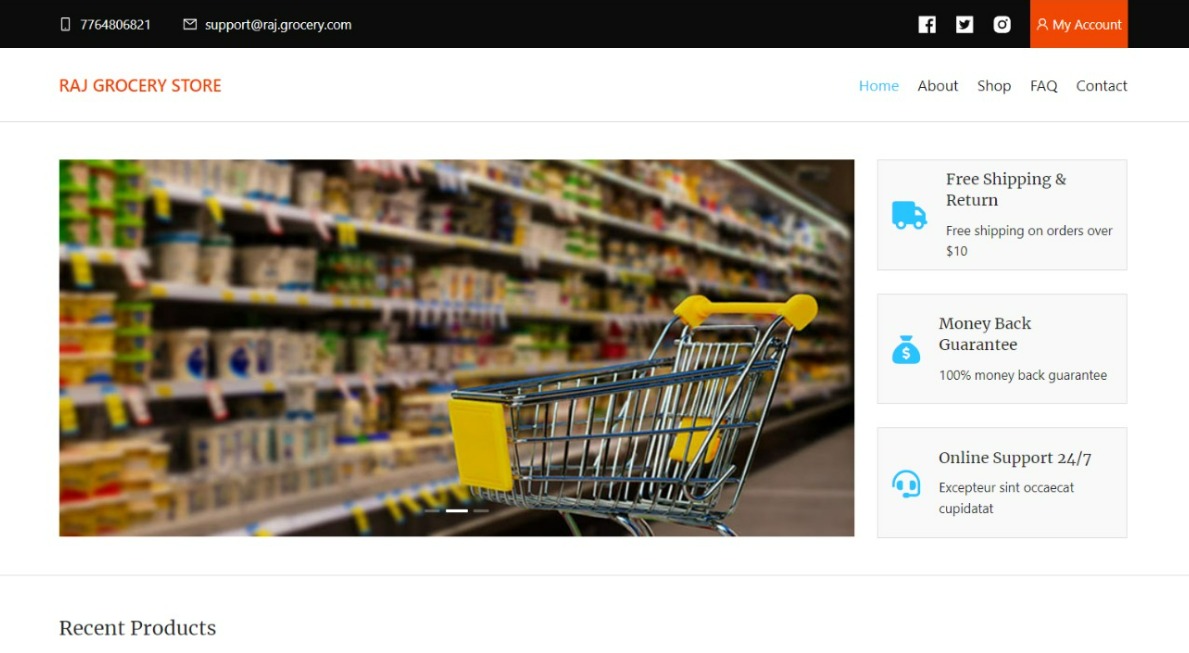 7764806821 support@raj.grocery.com My Account
RAJ GROCERY STORE Home About Shop FAQ Contact
Free Shipping &
Return
Free shipping on orders over
$10
Money Back
Guarantee
100% money back guarantee
Online Support 24/7
Excepteur sint occaecat
cupidatat
Recent Products